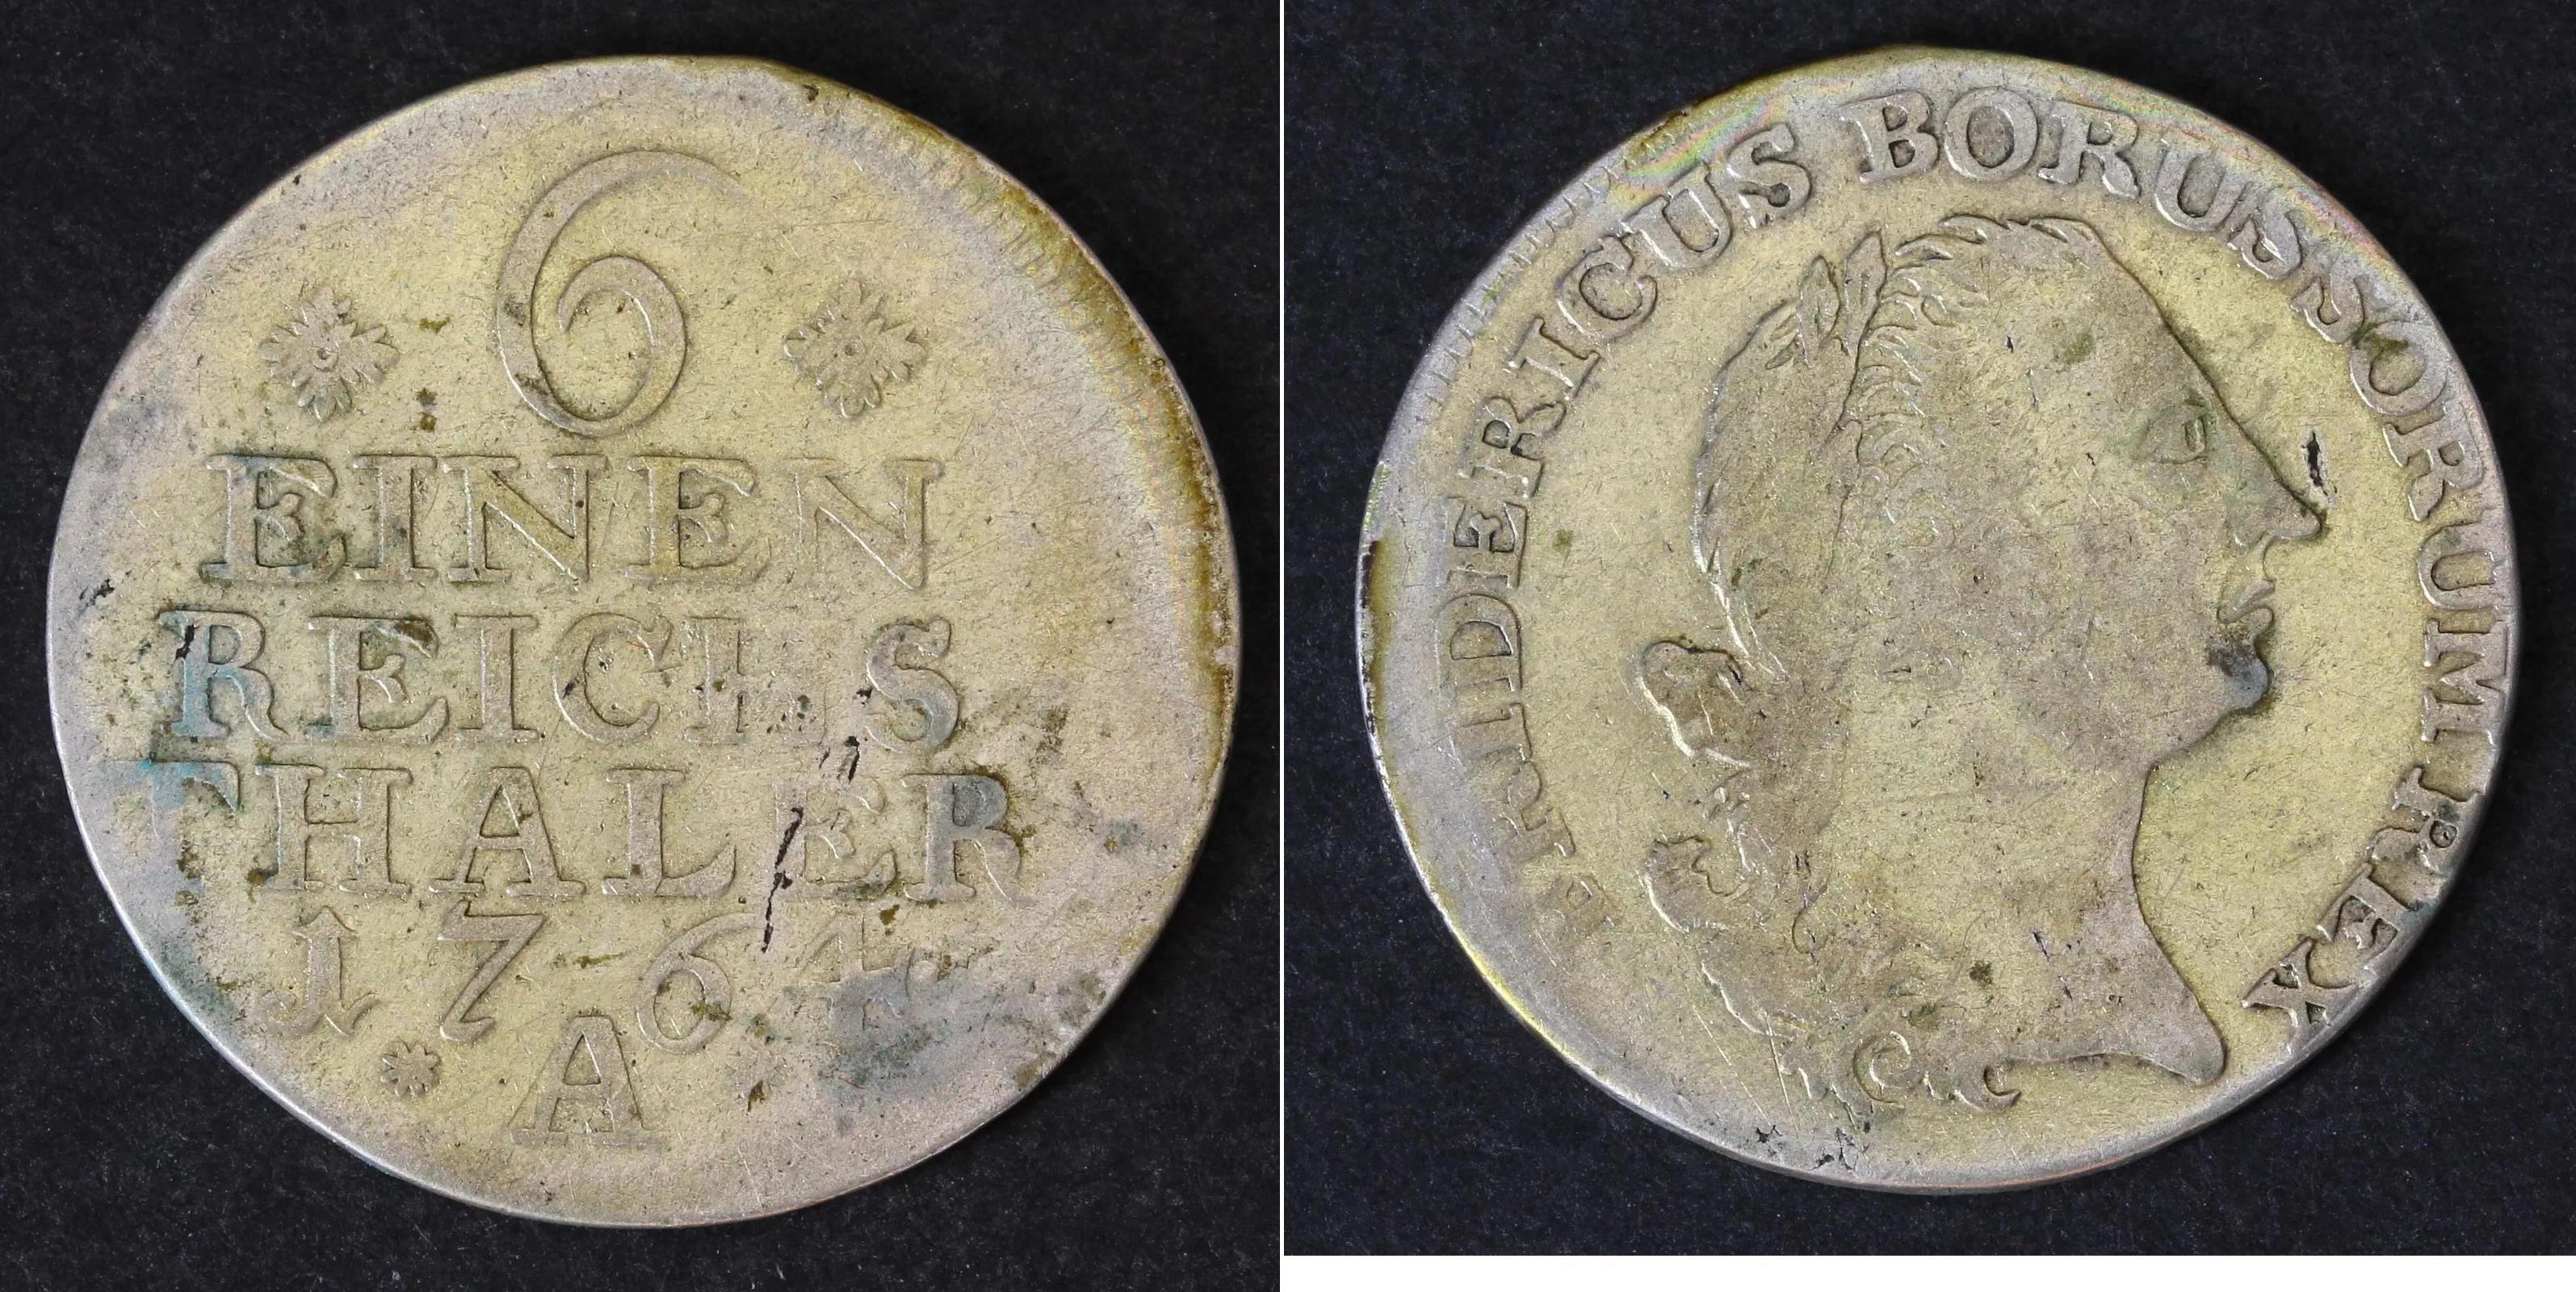 6
EINEN
REICHS
THALER
1764
A
FRIDERICUS BORUSSORUM REX